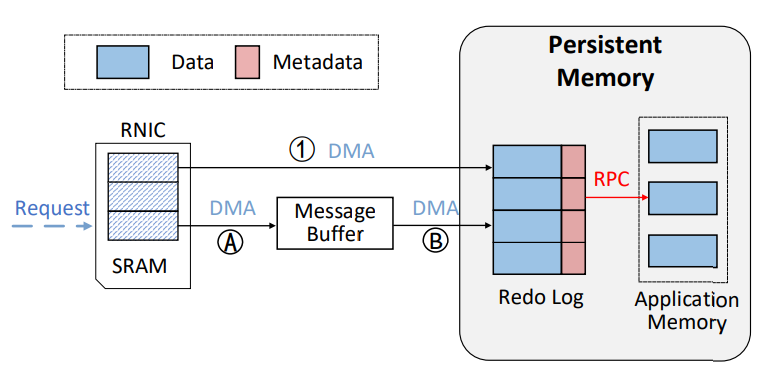 Data
Metadata
Persistent
Memory
RNIC
① DMA
Request
DMA
Ⓐ
Message
Buffer
DMA
Ⓑ
RPC
SRAM
Redo Log
Application
Memory